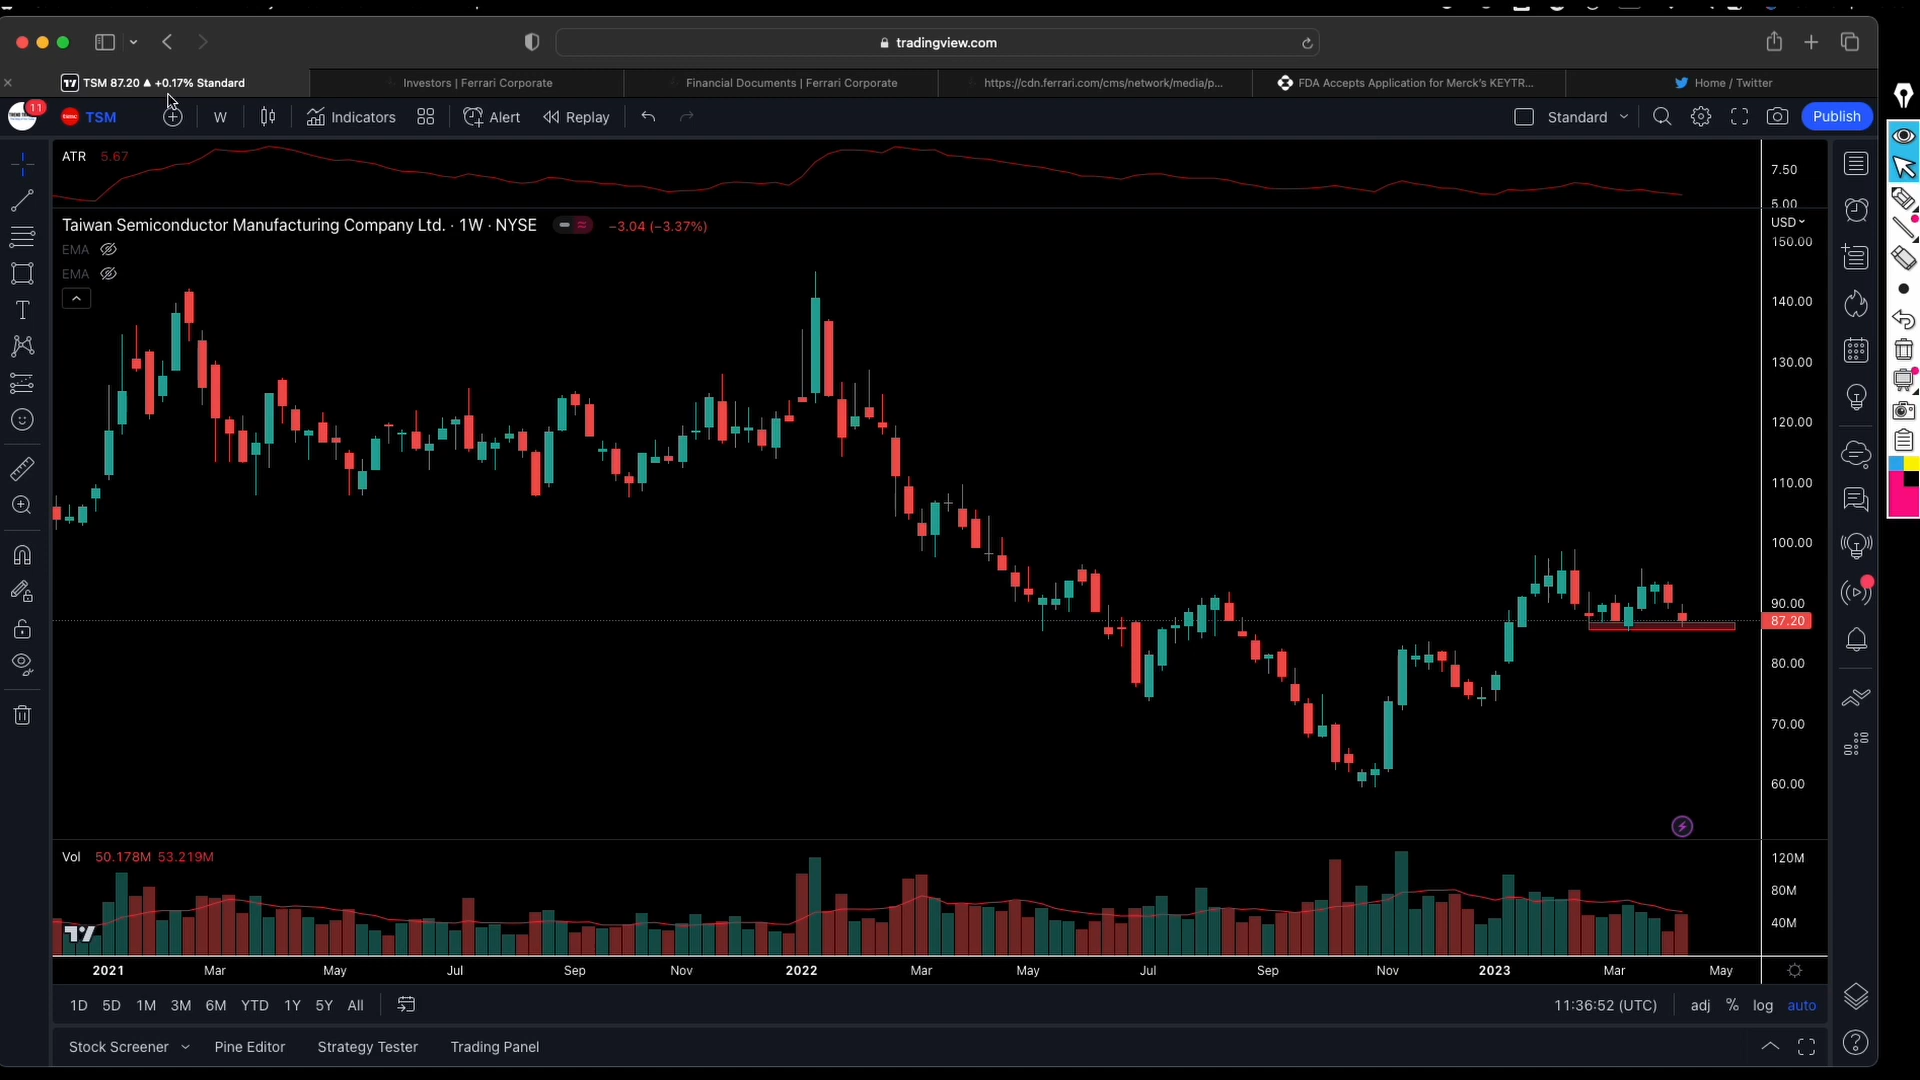 tradingview.com
TSM 87.20 ▲ +0.17% Standard
Investors | Ferrari Corporate
Financial Documents | Ferrari Corporate
https://cdn.ferrari.com/cms/network/media/p...
FDA Accepts Application for Merck's KEYTR...
Home / Twitter
11
TSM
W
Indicators
Alert
Replay
Standard
Publish
ATR 5.67
7.50
5.00
Taiwan Semiconductor Manufacturing Company Ltd. · 1W · NYSE
−3.04 (−3.37%)
USD
EMA
EMA
150.00
140.00
130.00
120.00
110.00
100.00
90.00
87.20
80.00
70.00
60.00
Vol 50.178M 53.219M
120M
80M
40M
2021 Mar May Jul Sep Nov 2022 Mar May Jul Sep Nov 2023 Mar May
1D 5D 1M 3M 6M YTD 1Y 5Y All
11:36:52 (UTC)
adj % log auto
Stock Screener
Pine Editor
Strategy Tester
Trading Panel